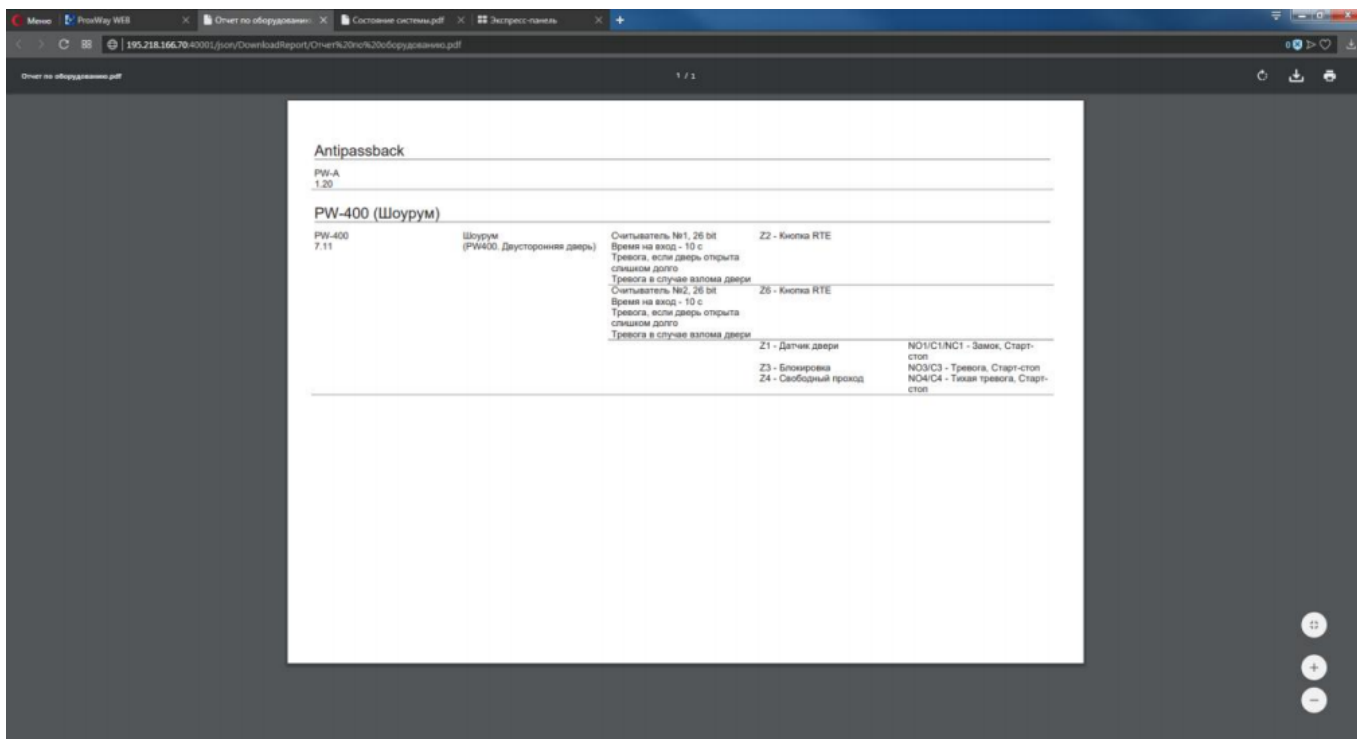 Меню
ProxWay WEB
Отчет по оборудованию
Состояние системы.pdf
Экспресс-панель
195.218.166.70:40001/json/DownloadReport/Отчет%20по%20оборудованию.pdf
0
Отчет по оборудованию.pdf
1 / 1
Antipassback
PW-A
1.20
PW-400 (Шоурум)
PW-400
7.11
Шоурум
(PW400. Двусторонняя дверь)
Считыватель №1, 26 bit
Время на вход - 10 с
Тревога, если дверь открыта
слишком долго
Тревога в случае взлома двери
Z2 - Кнопка RTE
Считыватель №2, 26 bit
Время на вход - 10 с
Тревога, если дверь открыта
слишком долго
Тревога в случае взлома двери
Z6 - Кнопка RTE
Z1 - Датчик двери
NO1/C1/NC1 - Замок, Старт-
стоп
Z3 - Блокировка
NO3/C3 - Тревога, Старт-стоп
Z4 - Свободный проход
NO4/C4 - Тихая тревога, Старт-
стоп